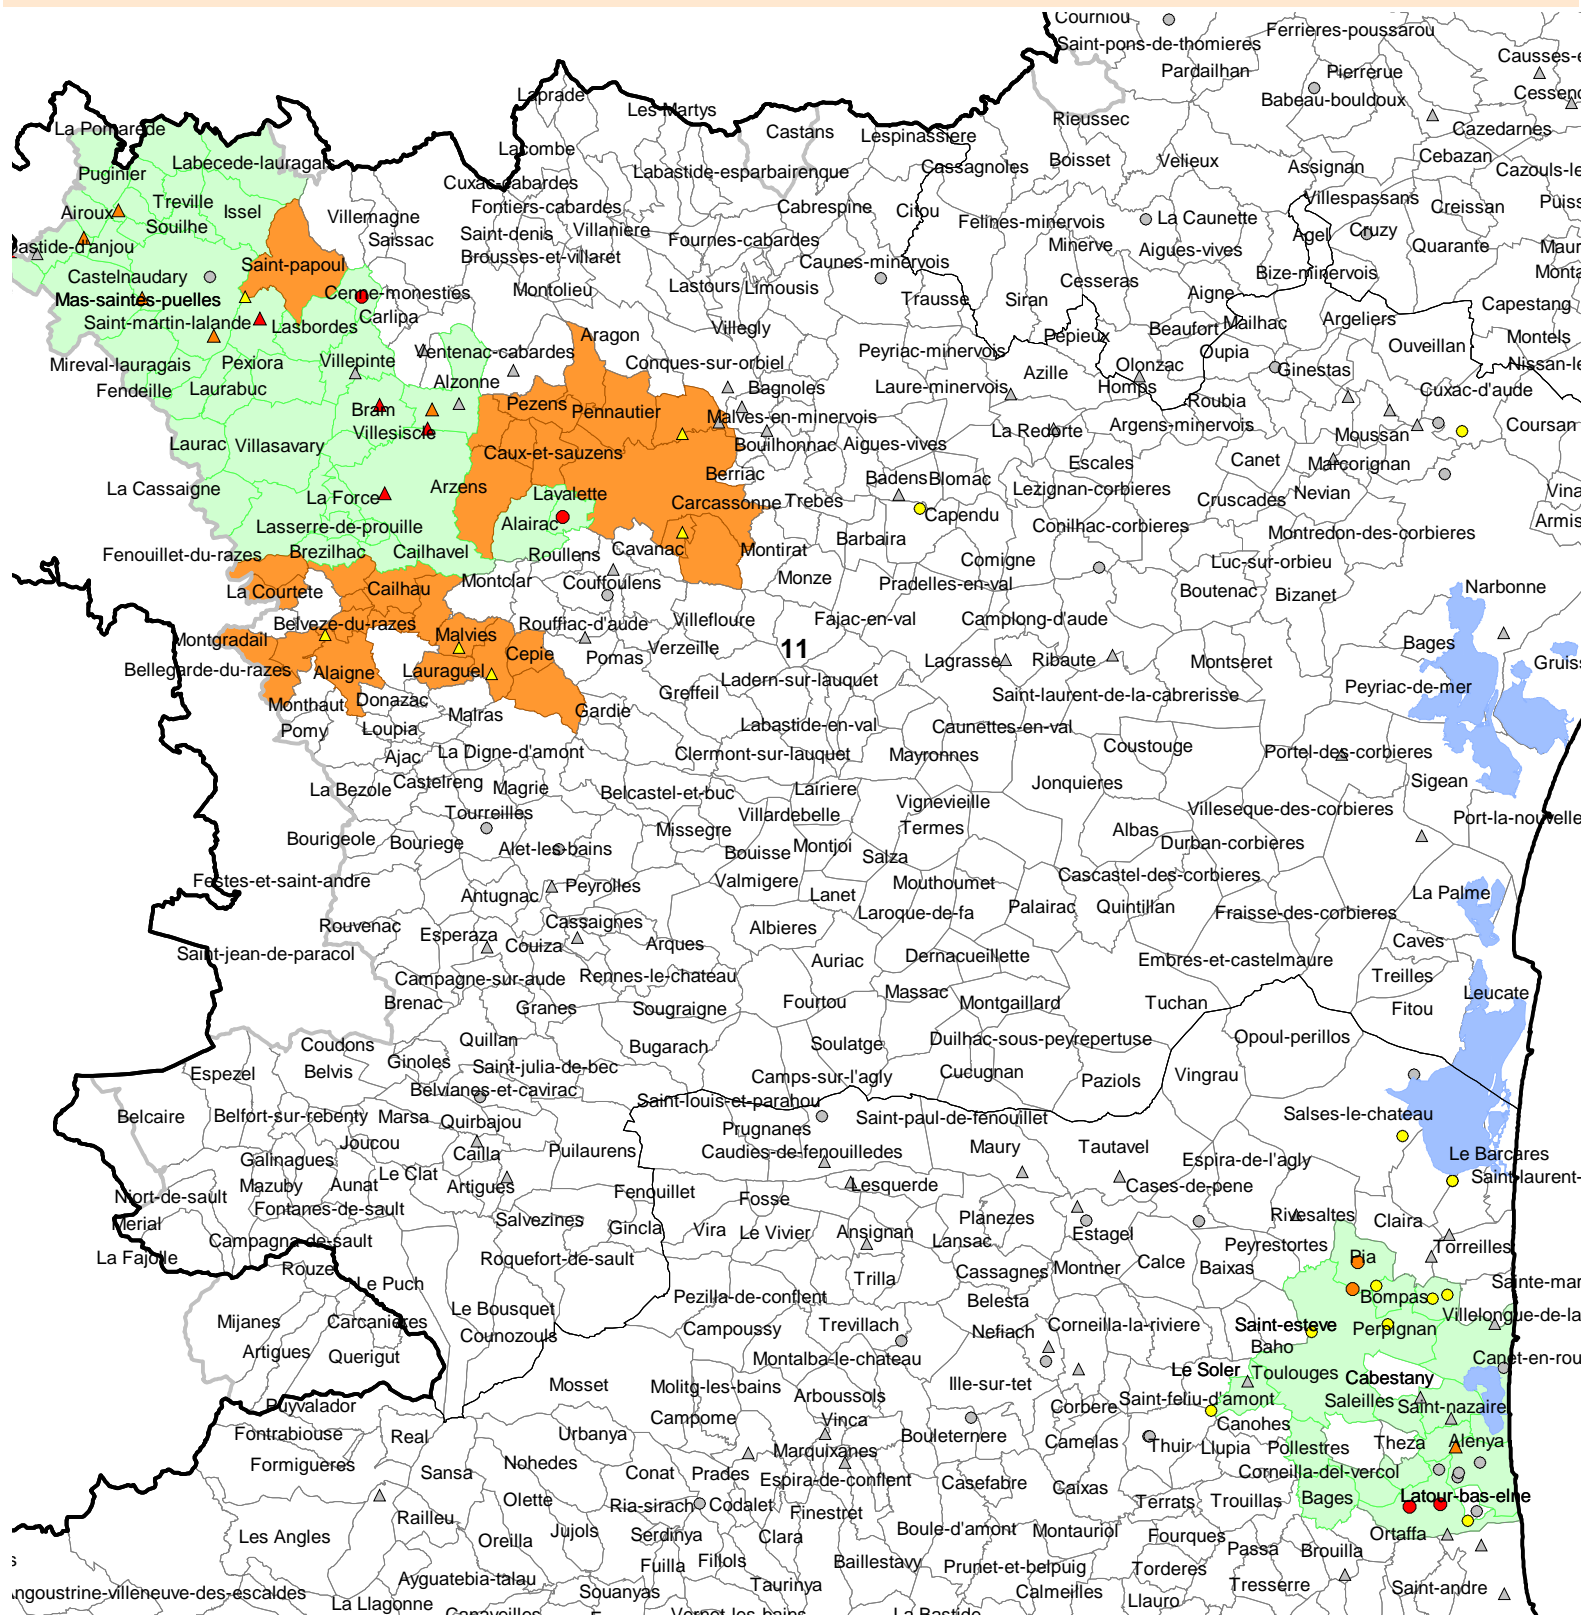 Courniou
Ferrieres-poussarou
Saint-pons-de-thomieres
Causses-e
Pardailhan
Pierrerue
Laprade
Les Martys
Babeau-bouldoux
Cessenc
La Pomarede
Castans
Lespinassiere
Rieussec
Cazedarnes
Lacombe
Labecede-lauragais
Cassagnoles
Boisset
Velieux
Assignan
Cebazan
Puginier
Cuxac-cabardes
Labastide-esparbairenque
Cazouls-le
Treville
Issel
Villemagne
Fontiers-cabardes
Cabrespine
Citou
Felines-minervois
La Caunette
Villespassans
Creissan
Puiss
Airoux
Souilhe
Saissac
Saint-denis
Villaniere
Fournes-cabardes
Minerve
Aigues-vives
Agel
Cruzy
Quarante
Maur
bastide-d'anjou
Brousses-et-villaret
Caunes-minervois
Saint-papoul
Castelnaudary
Cesseras
Bize-minervois
Monta
Mas-saintes-puelles
Cenne-monesties
Montolieu
Lastours
Limousis
Trausse
Siran
Aigne
Capestang
Saint-martin-lalande
Lasbordes
Carlipa
Aragon
Villegly
Pepieux
Beaufort
Mailhac
Argeliers
Montels
Mireval-lauragais
Pexiora
Villepinte
Ventenac-cabardes
Conques-sur-orbiel
Peyriac-minervois
Olonzac
Oupia
Ouveillan
Nissan-le
Fendeille
Laurabuc
Alzonne
Bagnoles
Laure-minervois
Azille
Homps
Ginestas
Cuxac-d'aude
Bram
Pezens
Pennautier
Malves-en-minervois
Roubia
Villesiscle
La Redorte
Argens-minervois
Moussan
Coursan
Laurac
Villasavary
Caux-et-sauzens
Bouilhonnac
Aigues-vives
Escales
Canet
Marcorignan
Berriac
La Cassaigne
La Force
Arzens
Lavalette
Carcassonne
Trebes
Badens
Blomac
Lezignan-corbieres
Cruscades
Nevian
Vina
Lasserre-de-prouille
Alairac
Capendu
Conilhac-corbieres
Montredon-des-corbieres
Armis
Fenouillet-du-razes
Brezilhac
Cailhavel
Roullens
Cavanac
Montirat
Barbaira
Comigne
Luc-sur-orbieu
La Courtete
Cailhau
Montclar
Couffoulens
Monze
Pradelles-en-val
Boutenac
Bizanet
Narbonne
Montgradail
Belveze-du-razes
Malvies
Rouffiac-d'aude
Villefloure
Fajac-en-val
Camplong-d'aude
Bages
Cepie
Pomas
Verzeille
11
Bellegarde-du-razes
Alaigne
Lauraguel
Lagrasse
Ribaute
Montseret
Gruiss
Monthaut
Donazac
Malras
Gardie
Greffeil
Ladern-sur-lauquet
Saint-laurent-de-la-cabrerisse
Peyriac-de-mer
Pomy
Loupia
Labastide-en-val
Caunettes-en-val
Ajac
La Digne-d'amont
Clermont-sur-lauquet
Mayronnes
Coustouge
Portel-des-corbieres
La Bezole
Castelreng
Magrie
Belcastel-et-buc
Lairiere
Jonquieres
Sigean
Tourreilles
Villardebelle
Vignevieille
Villeseque-des-corbieres
Port-la-nouvelle
Bourigeole
Bouriege
Alet-les-bains
Missegre
Bouisse
Montjoi
Termes
Salza
Albas
Durban-corbieres
Festes-et-saint-andre
Antugnac
Peyrolles
Valmigere
Lanet
Mouthoumet
Cascastel-des-corbieres
La Palme
Rouvenac
Esperaza
Cassaignes
Albieres
Laroque-de-fa
Palairac
Quintillan
Fraisse-des-corbieres
Saint-jean-de-paracol
Couiza
Arques
Auriac
Dernacueillette
Embres-et-castelmaure
Caves
Campagne-sur-aude
Rennes-le-chateau
Massac
Treilles
Brenac
Granes
Sougraigne
Fourtou
Montgaillard
Tuchan
Fitou
Leucate
Coudons
Quillan
Bugarach
Soulatge
Duilhac-sous-peyrepertuse
Opoul-perillos
Espezel
Belvis
Ginoles
Saint-julia-de-bec
Camps-sur-l'agly
Cucugnan
Paziols
Vingrau
Belvianes-et-cavirac
Belcaire
Belfort-sur-rebenty
Marsa
Quirbajou
Saint-louis-et-parahou
Prugnanes
Saint-paul-de-fenouillet
Salses-le-chateau
Joucou
Cailla
Puilaurens
Caudies-de-fenouilledes
Maury
Tautavel
Espira-de-l'agly
Le Barcares
Galinagues
Le Clat
Mazuby
Aunat
Artigues
Fenouillet
Fosse
Lesquerde
Cases-de-pene
Saint-laurent-
Niort-de-sault
Fontanes-de-sault
Salvezines
Gincla
Vira
Le Vivier
Ansignan
Planezes
Estagel
Rivesaltes
Claira
Merial
Campagna-de-sault
Lansac
Peyrestortes
Pia
Torreilles
La Fajolle
Rouze
Le Puch
Roquefort-de-sault
Trilla
Cassagnes
Montner
Calce
Baixas
Sainte-mar
Mijanes
Carcanieres
Le Bousquet
Pezilla-de-conflent
Belesta
Bompas
Villelongue-de-la
Artigues
Querigut
Counozouls
Campoussy
Trevillach
Nefiach
Corneilla-la-riviere
Saint-esteve
Perpignan
Baho
Montalba-le-chateau
Le Soler
Toulouges
Cabestany
Canet-en-rou
Puyvalador
Mosset
Molitg-les-bains
Arboussols
Ille-sur-tet
Corbere
Saint-feliu-d'amont
Saleilles
Saint-nazaire
Fontrabiouse
Real
Urbanya
Campome
Vinca
Bouleternere
Camelas
Thuir
Canohes
Llupia
Pollestres
Theza
Alenya
Formigueres
Sansa
Nohedes
Conat
Prades
Marquixanes
Espira-de-conflent
Casefabre
Caixas
Corneilla-del-vercol
Olette
Ria-sirach
Codalet
Finestret
Terrats
Trouillas
Bages
Latour-bas-elne
Railleu
Les Angles
Oreilla
Jujols
Serdinya
Clara
Boule-d'amont
Montauriol
Fourques
Passa
Brouilla
Ortaffa
s
Fuilla
Fillols
Baillestavy
Prunet-et-belpuig
Torderes
Ayguatebia-talau
Souanyas
Taurinya
Calmeilles
Llauro
Tresserre
Saint-andre
ngoustrine-villeneuve-des-escaldes
La Llagonne
Canaveilles
Vernet-les-bains
La Bastide